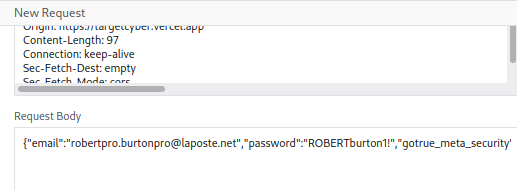 New Request
Origin: https://targetcyber.vercel.app
Content-Length: 97
Connection: keep-alive
Sec-Fetch-Dest: empty
Sec-Fetch-Mode: cors
Request Body
{"email":"robertpro.burtonpro@laposte.net","password":"ROBERTburton1!","gotrue_meta_security"